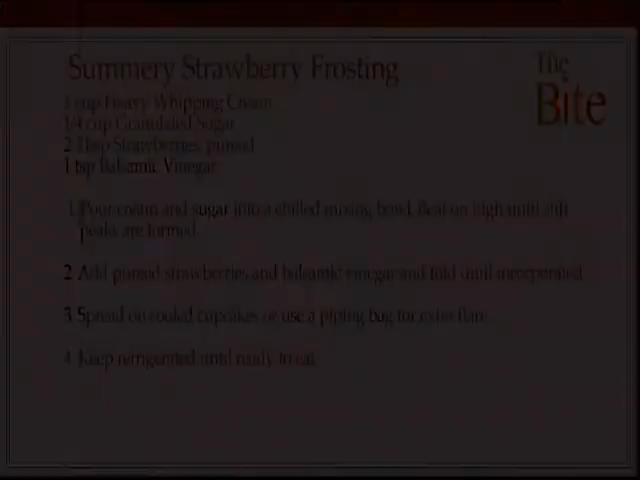 Summery Strawberry Frosting
The
Bite
1 cup Heavy Whipping Cream
1/4 cup Granulated Sugar
2 Tbsp Strawberries, pureed
1 tsp Balsamic Vinegar
1 Pour cream and sugar into a chilled mixing bowl. Beat on high until stiff
peaks are formed.
2 Add pureed strawberries and balsamic vinegar and fold until incorporated
3 Spread on cooled cupcakes or use a piping bag for extra flare.
4 Keep refrigerated until ready to eat.